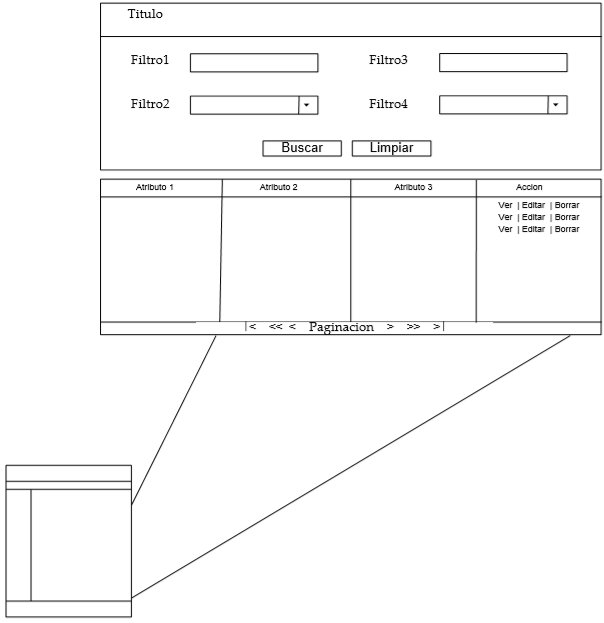 Titulo
Filtro1 Filtro3
Filtro2 Filtro4
Buscar Limpiar
Atributo 1 Atributo 2 Atributo 3 Accion
Ver | Editar | Borrar
Ver | Editar | Borrar
Ver | Editar | Borrar
|< << < Paginacion > >> >|